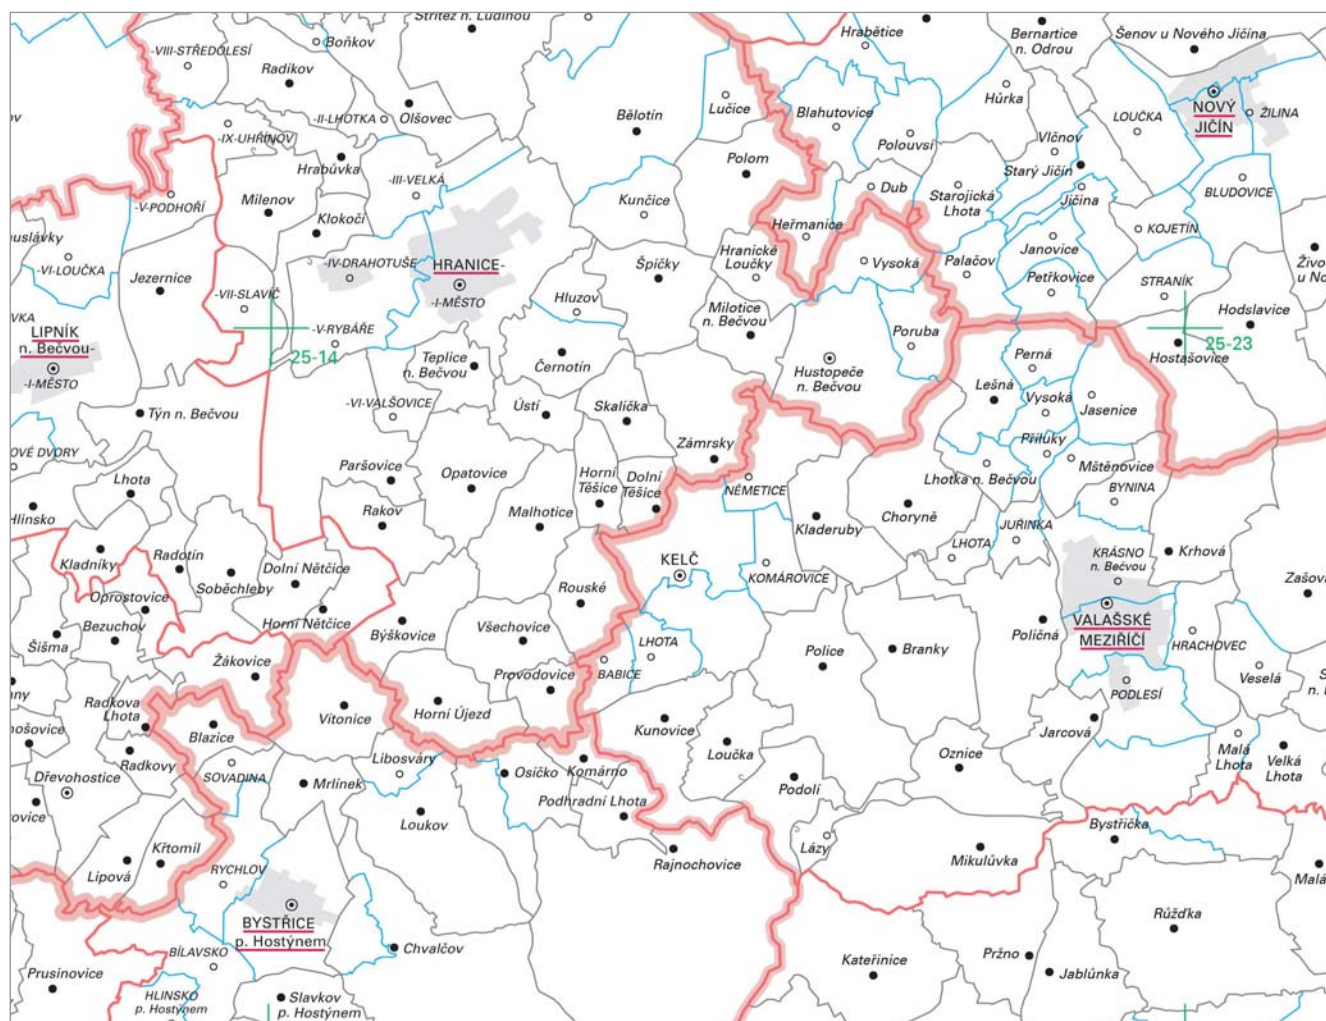 Střítež n. Ludinou
-VIII-STŘEDOLESÍ
Boňkov
Radíkov
-II-LHOTKA
Olšovec
-IX-UHŘÍNOV
Hrabůvka
Bělotín
Lučice
Polom
Kunčice
-III-VELKÁ
-V-PODHOŘÍ
Milenov
Klokočí
Hrabětice
Bernartice
n. Odrou
Šenov u Nového Jičína
Blahutovice
Hůrka
Polouvsí
Vlčnov
LOUČKA
NOVÝ
JIČÍN
ŽILINA
Starý Jičín
Dub
Starojická
Lhota
Jičina
BLUDOVICE
Heřmanice
KOJETÍN
-VI-LOUČKA
Jezernice
-IV-DRAHOTUŠE
HRANICE-
-I-MĚSTO
Špičky
Hranické
Loučky
Vysoká
Palačov
Janovice
Petřkovice
STRANÍK
-VII-SLAVÍČ
Hluzov
Milotice
n. Bečvou
Hodslavice
LIPNÍK
n. Bečvou-
-I-MĚSTO
-V-RYBÁŘE
25-14
Teplice
n. Bečvou
Černotín
Poruba
25-23
Hostašovice
Hustopeče
n. Bečvou
Perná
Lešná
Vysoká
Jasenice
Týn n. Bečvou
-VI-VALŠOVICE
Ústí
Skalička
Zámrsky
Příluky
Mštěnovice
Lhotka n. Bečvou
BYNINA
Lhota
Paršovice
Opatovice
Horní
Těšice
Dolní
Těšice
NĚMETICE
Hlinsko
Rakov
Malhotice
Kladeruby
Choryně
JUŘINKA
LHOTA
Kladníky
Radotín
Soběchleby
Dolní Nětčice
KELČ
KOMÁROVICE
KRÁSNO
n. Bečvou
Krhová
Oprostovice
Horní Nětčice
Rouské
VALAŠSKÉ
MEZIŘÍČÍ
Bezuchov
Šišma
Býškovice
Všechovice
LHOTA
Police
Branky
Poličná
HRACHOVEC
Žákovice
Provodovice
BABICE
PODLESÍ
Veselá
Radkova
Lhota
Blazice
Vítonice
Horní Újezd
Kunovice
Loučka
Oznice
Jarcová
Malá
Lhota
Velká
Lhota
Radkovy
SOVADINA
Libosváry
Osíčko
Komárno
Dřevohostice
Mrlínek
Podhradní Lhota
Podolí
Loukov
Lázy
Mikulůvka
Bystřička
Lipová
Křtomil
RYCHLOV
Rajnochovice
BYSTŘICE
p. Hostýnem
Chvalčov
Růžďka
BÍLAVSKO
Kateřinice
Pržno
Jablůnka
Prusinovice
HLINSKO
p. Hostýnem
Slavkov
p. Hostýnem